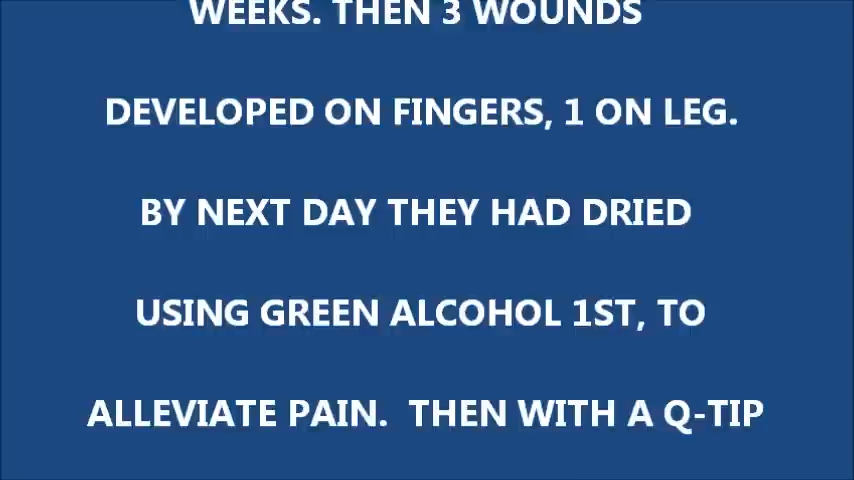 WEEKS. THEN 3 WOUNDS
DEVELOPED ON FINGERS, 1 ON LEG.
BY NEXT DAY THEY HAD DRIED
USING GREEN ALCOHOL 1ST, TO
ALLEVIATE PAIN.  THEN WITH A Q-TIP